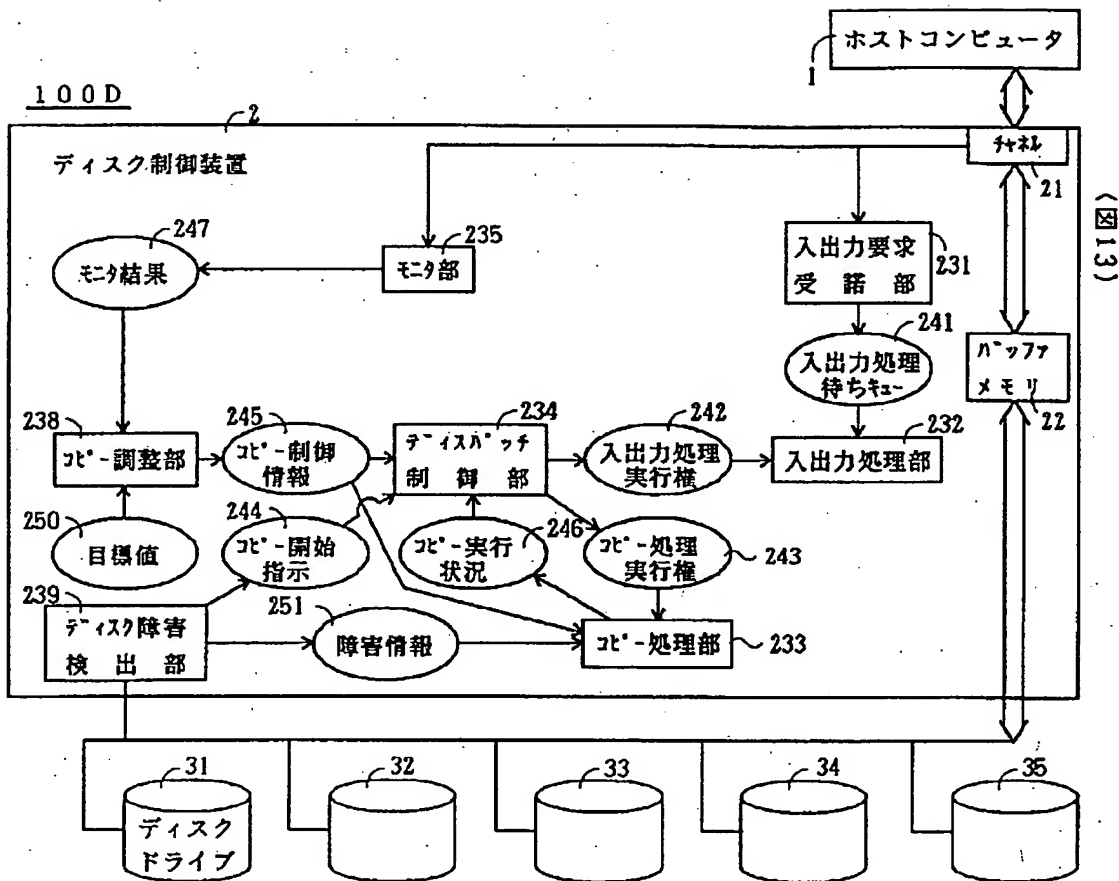 ホストコンピュータ
1
100D
2
ディスク制御装置
チャネル
21
(図13)
247
モニタ結果
235
モニタ部
入出力要求
受諾部
231
241
入出力処理
待ちキュー
バッファ
メモリ
22
238
コピー調整部
245
コピー制御
情報
234
ディスパッチ
制御部
242
入出力処理
実行権
232
入出力処理部
250
目標値
244
コピー開始
指示
246
コピー実行
状況
コピー処理
実行権
243
239
ディスク障害
検出部
251
障害情報
コピー処理部
233
31
ディスク
ドライブ
32
33
34
35